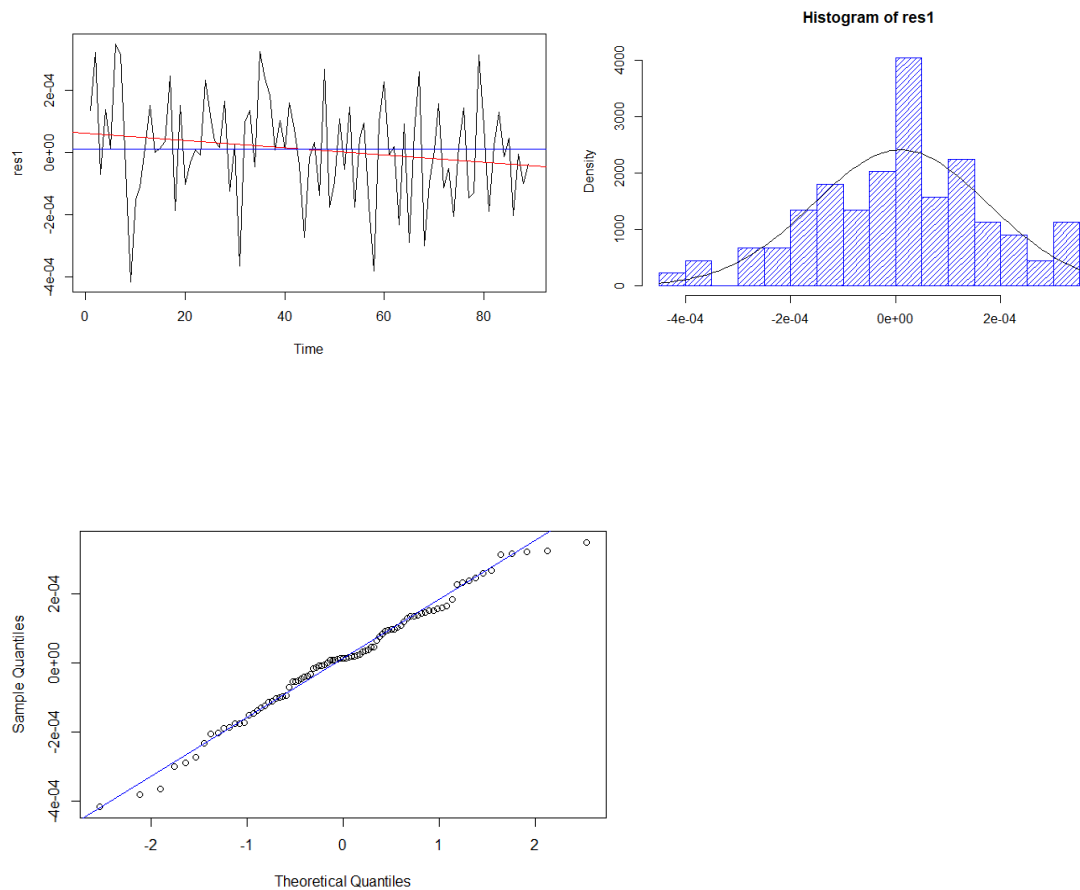 res1
2e-04
0e+00
-2e-04
-4e-04
0 20 40 60 80
Time
Histogram of res1
Density
4000
3000
2000
1000
0
-4e-04 -2e-04 0e+00 2e-04
Sample Quantiles
2e-04
0e+00
-2e-04
-4e-04
-2 -1 0 1 2
Theoretical Quantiles